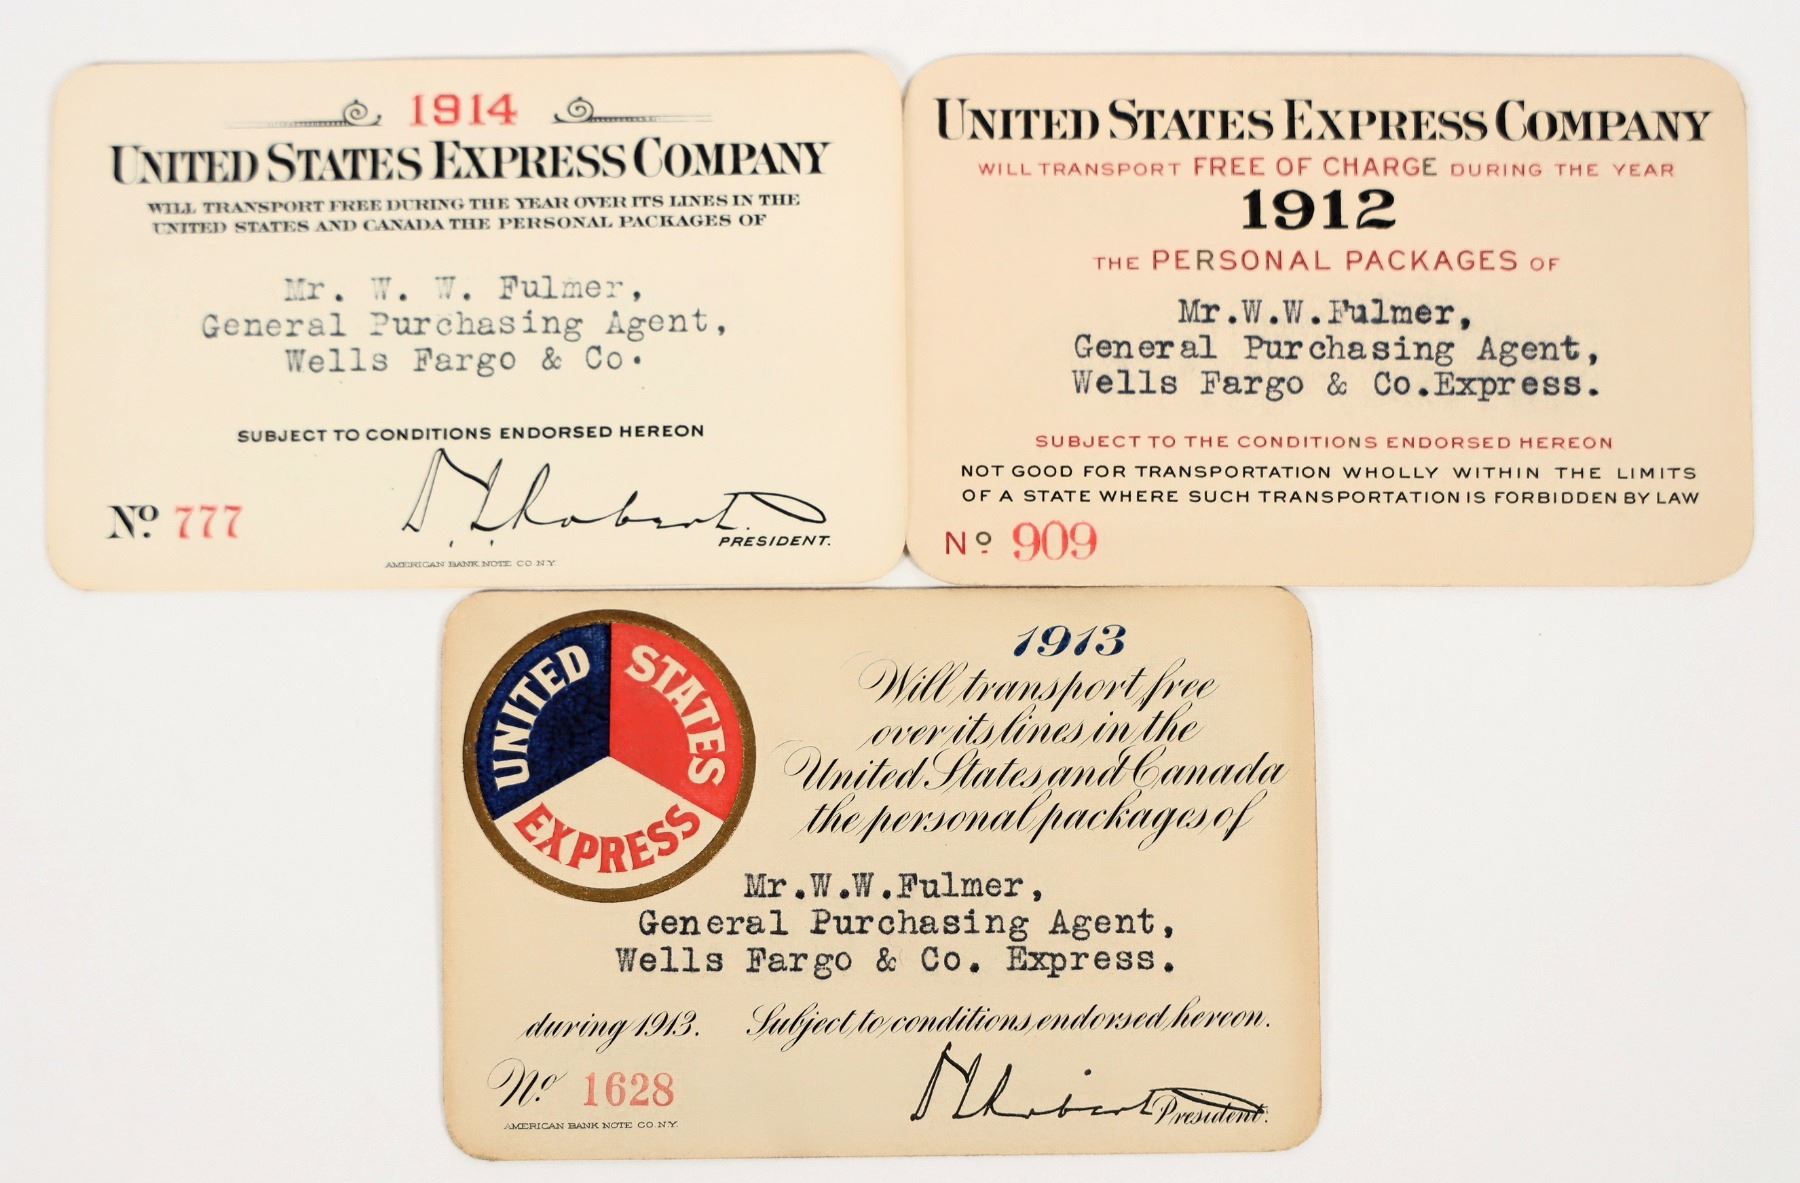 1914
UNITED STATES EXPRESS COMPANY
WILL TRANSPORT FREE DURING THE YEAR OVER ITS LINES IN THE
UNITED STATES AND CANADA THE PERSONAL PACKAGES OF
Mr. W. W. Fulmer,
General Purchasing Agent,
Wells Fargo & Co.
SUBJECT TO CONDITIONS ENDORSED HEREON
No. 777
PRESIDENT.
AMERICAN BANK NOTE CO. N.Y.
UNITED STATES EXPRESS COMPANY
WILL TRANSPORT FREE OF CHARGE DURING THE YEAR
1912
THE PERSONAL PACKAGES OF
Mr.W.W.Fulmer,
General Purchasing Agent,
Wells Fargo & Co.Express.
SUBJECT TO THE CONDITIONS ENDORSED HEREON
NOT GOOD FOR TRANSPORTATION WHOLLY WITHIN THE LIMITS
OF A STATE WHERE SUCH TRANSPORTATION IS FORBIDDEN BY LAW
No. 909
UNITED STATES EXPRESS
1913
Will transport free
over its lines in the
United States and Canada
the personal packages of
Mr.W.W.Fulmer,
General Purchasing Agent,
Wells Fargo & Co. Express.
during 1913. Subject to conditions endorsed hereon.
No. 1628
President.
AMERICAN BANK NOTE CO. N.Y.